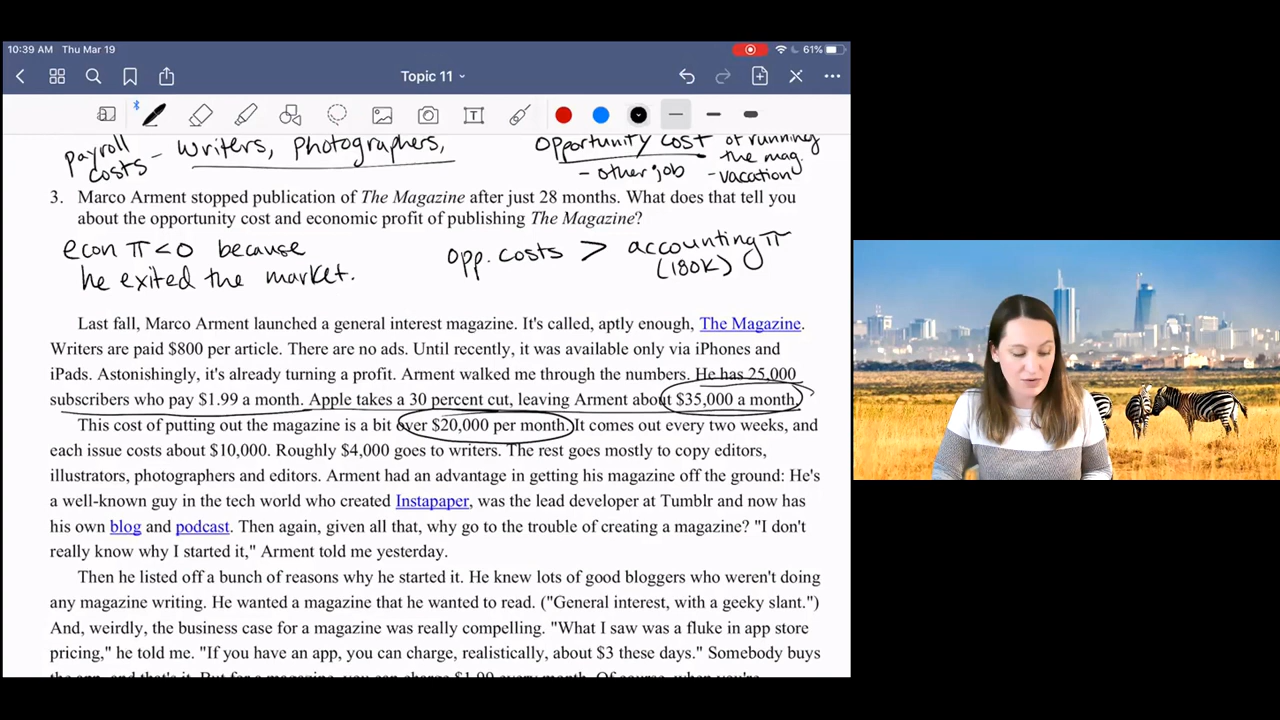 10:39 AM Thu Mar 19
61%
Topic 11
T
payroll costs - writers, photographers,
opportunity cost of running the mag.
- other job - vacation
3. Marco Arment stopped publication of The Magazine after just 28 months. What does that tell you
about the opportunity cost and economic profit of publishing The Magazine?
econ π < 0 because
he exited the market.
opp. costs > accounting π
(180K)
Last fall, Marco Arment launched a general interest magazine. It's called, aptly enough, The Magazine.
Writers are paid $800 per article. There are no ads. Until recently, it was available only via iPhones and
iPads. Astonishingly, it's already turning a profit. Arment walked me through the numbers. He has 25,000
subscribers who pay $1.99 a month. Apple takes a 30 percent cut, leaving Arment about $35,000 a month.
This cost of putting out the magazine is a bit over $20,000 per month. It comes out every two weeks, and
each issue costs about $10,000. Roughly $4,000 goes to writers. The rest goes mostly to copy editors,
illustrators, photographers and editors. Arment had an advantage in getting his magazine off the ground: He's
a well-known guy in the tech world who created Instapaper, was the lead developer at Tumblr and now has
his own blog and podcast. Then again, given all that, why go to the trouble of creating a magazine? "I don't
really know why I started it," Arment told me yesterday.
Then he listed off a bunch of reasons why he started it. He knew lots of good bloggers who weren't doing
any magazine writing. He wanted a magazine that he wanted to read. ("General interest, with a geeky slant.")
And, weirdly, the business case for a magazine was really compelling. "What I saw was a fluke in app store
pricing," he told me. "If you have an app, you can charge, realistically, about $3 these days." Somebody buys